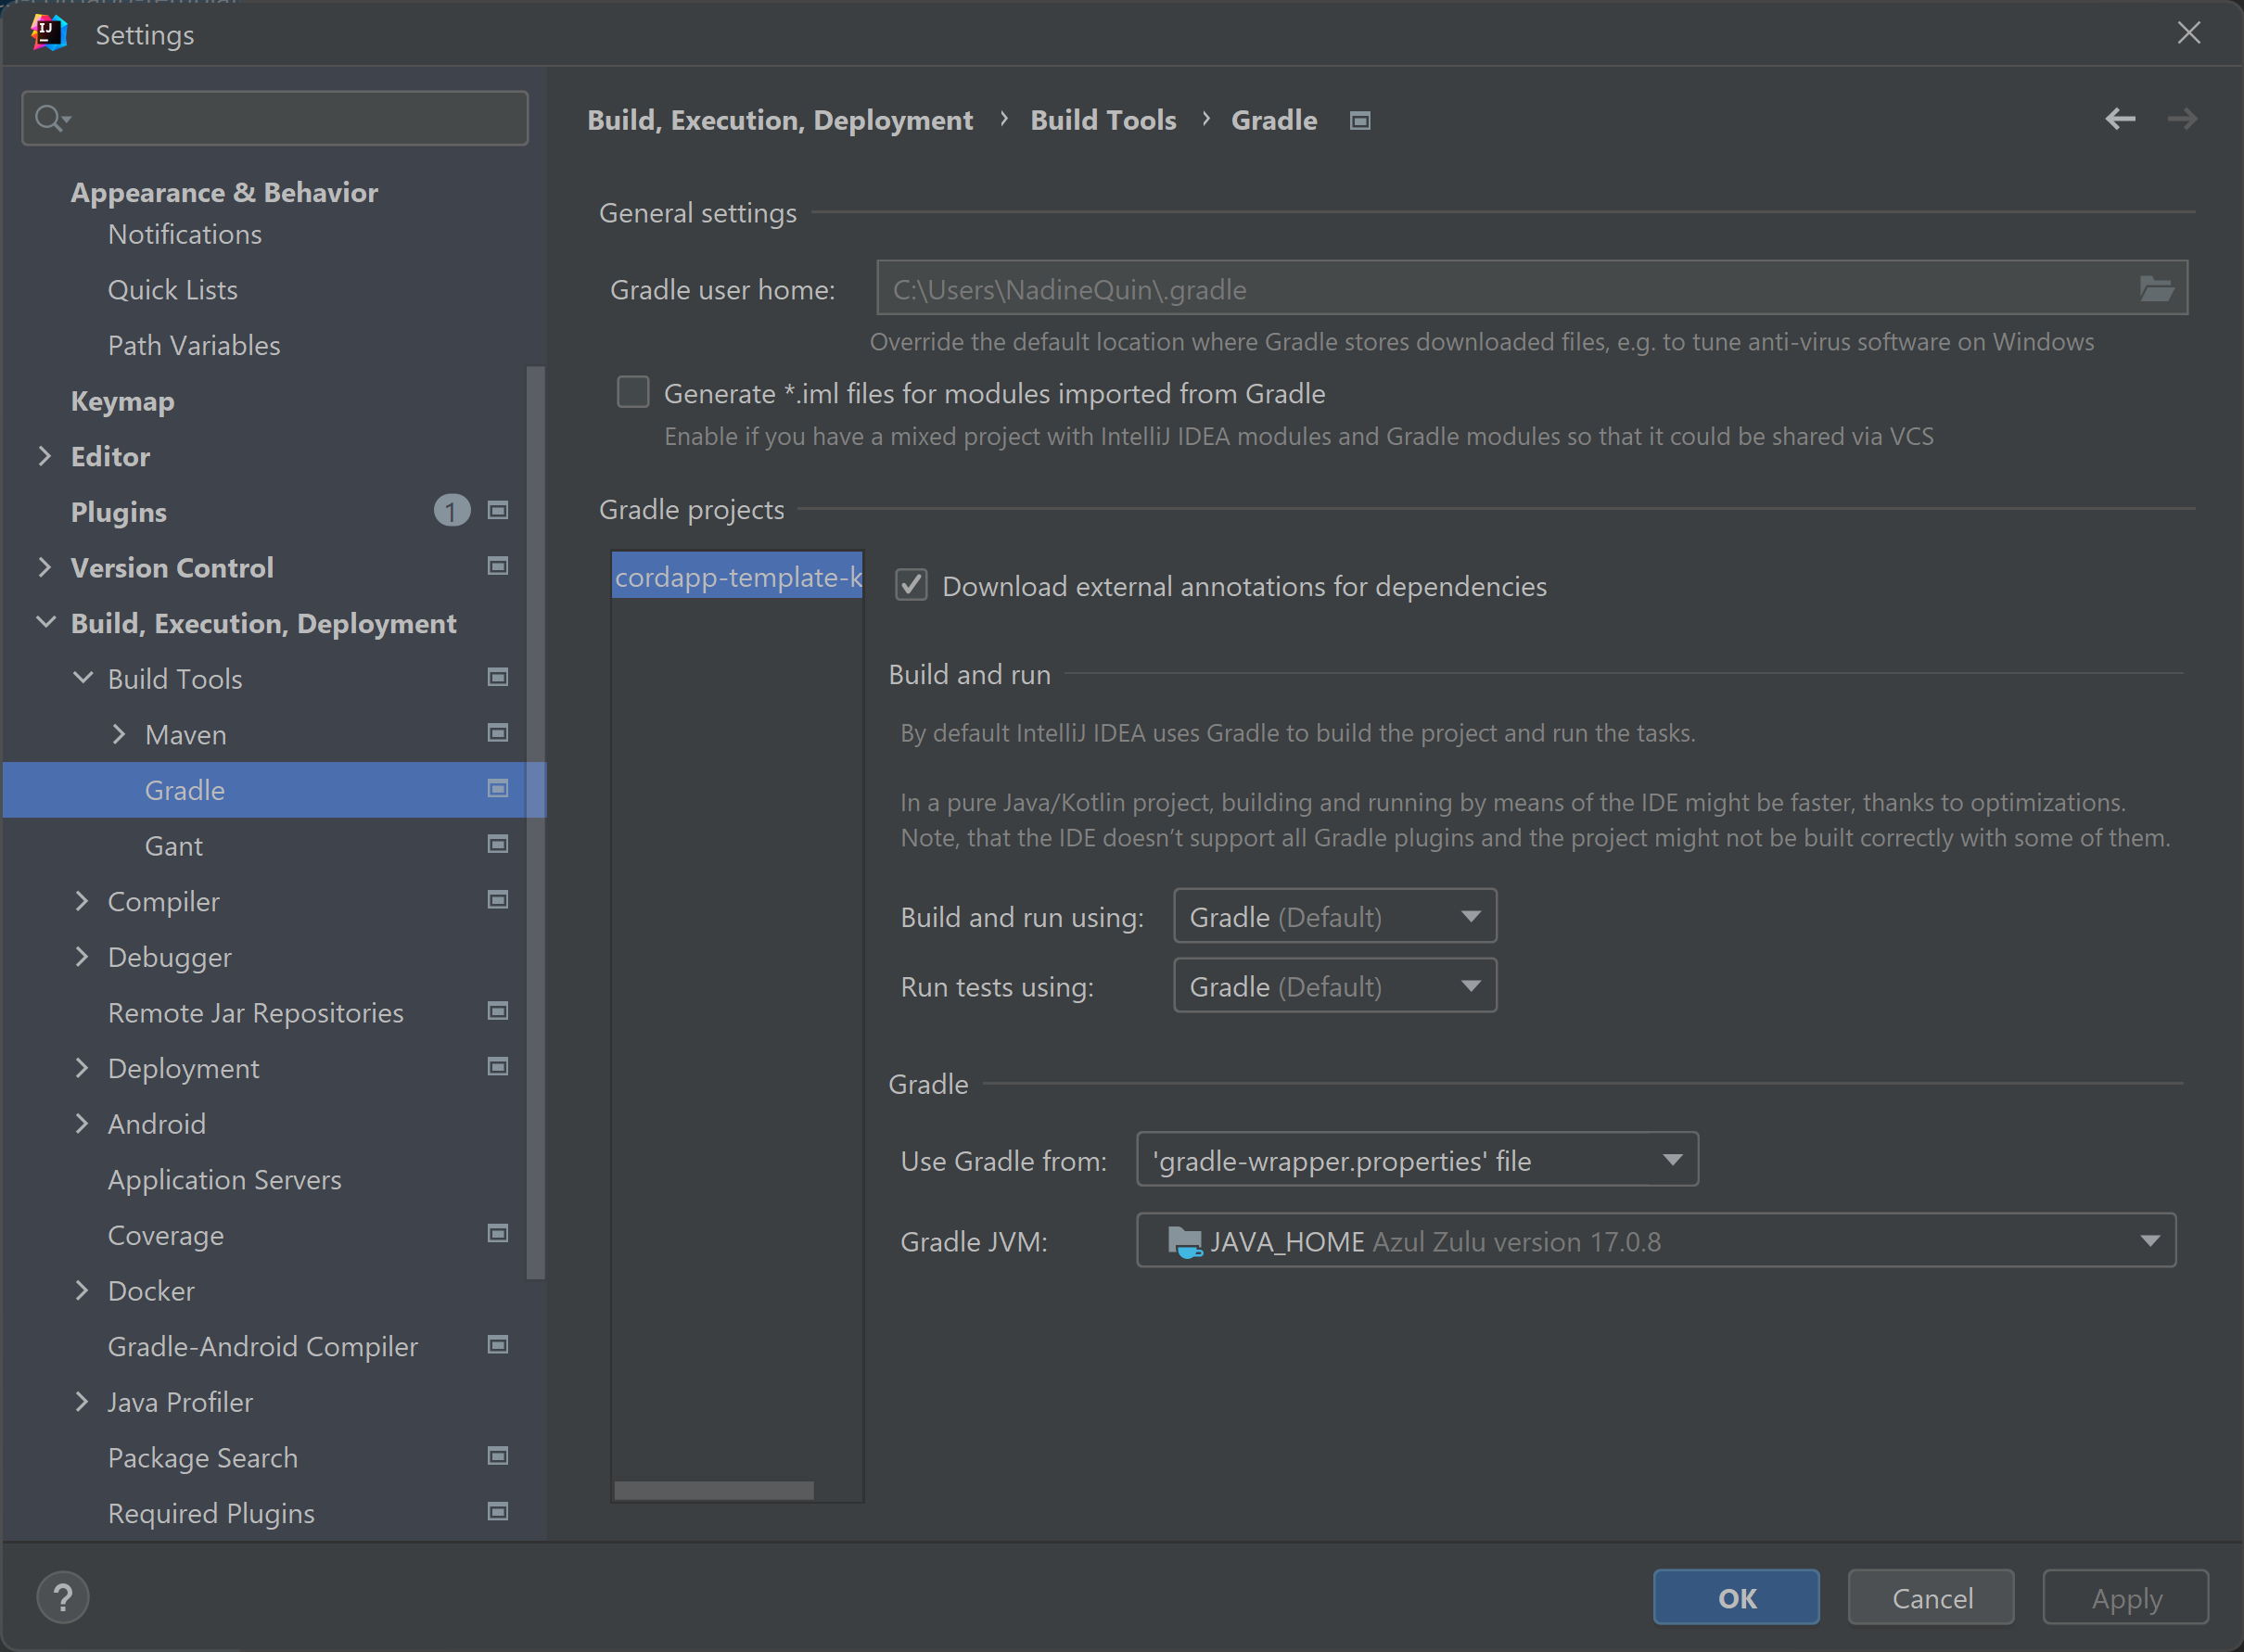 Settings
Appearance & Behavior
Notifications
Quick Lists
Path Variables
Keymap
Editor
Plugins 1
Version Control
Build, Execution, Deployment
Build Tools
Maven
Gradle
Gant
Compiler
Debugger
Remote Jar Repositories
Deployment
Android
Application Servers
Coverage
Docker
Gradle-Android Compiler
Java Profiler
Package Search
Required Plugins
Build, Execution, Deployment › Build Tools › Gradle
General settings
Gradle user home: C:\Users\NadineQuin\.gradle
Override the default location where Gradle stores downloaded files, e.g. to tune anti-virus software on Windows
Generate *.iml files for modules imported from Gradle
Enable if you have a mixed project with IntelliJ IDEA modules and Gradle modules so that it could be shared via VCS
Gradle projects
cordapp-template-k
Download external annotations for dependencies
Build and run
By default IntelliJ IDEA uses Gradle to build the project and run the tasks.
In a pure Java/Kotlin project, building and running by means of the IDE might be faster, thanks to optimizations.
Note, that the IDE doesn’t support all Gradle plugins and the project might not be built correctly with some of them.
Build and run using: Gradle (Default)
Run tests using: Gradle (Default)
Gradle
Use Gradle from: 'gradle-wrapper.properties' file
Gradle JVM: JAVA_HOME Azul Zulu version 17.0.8
?
OK
Cancel
Apply